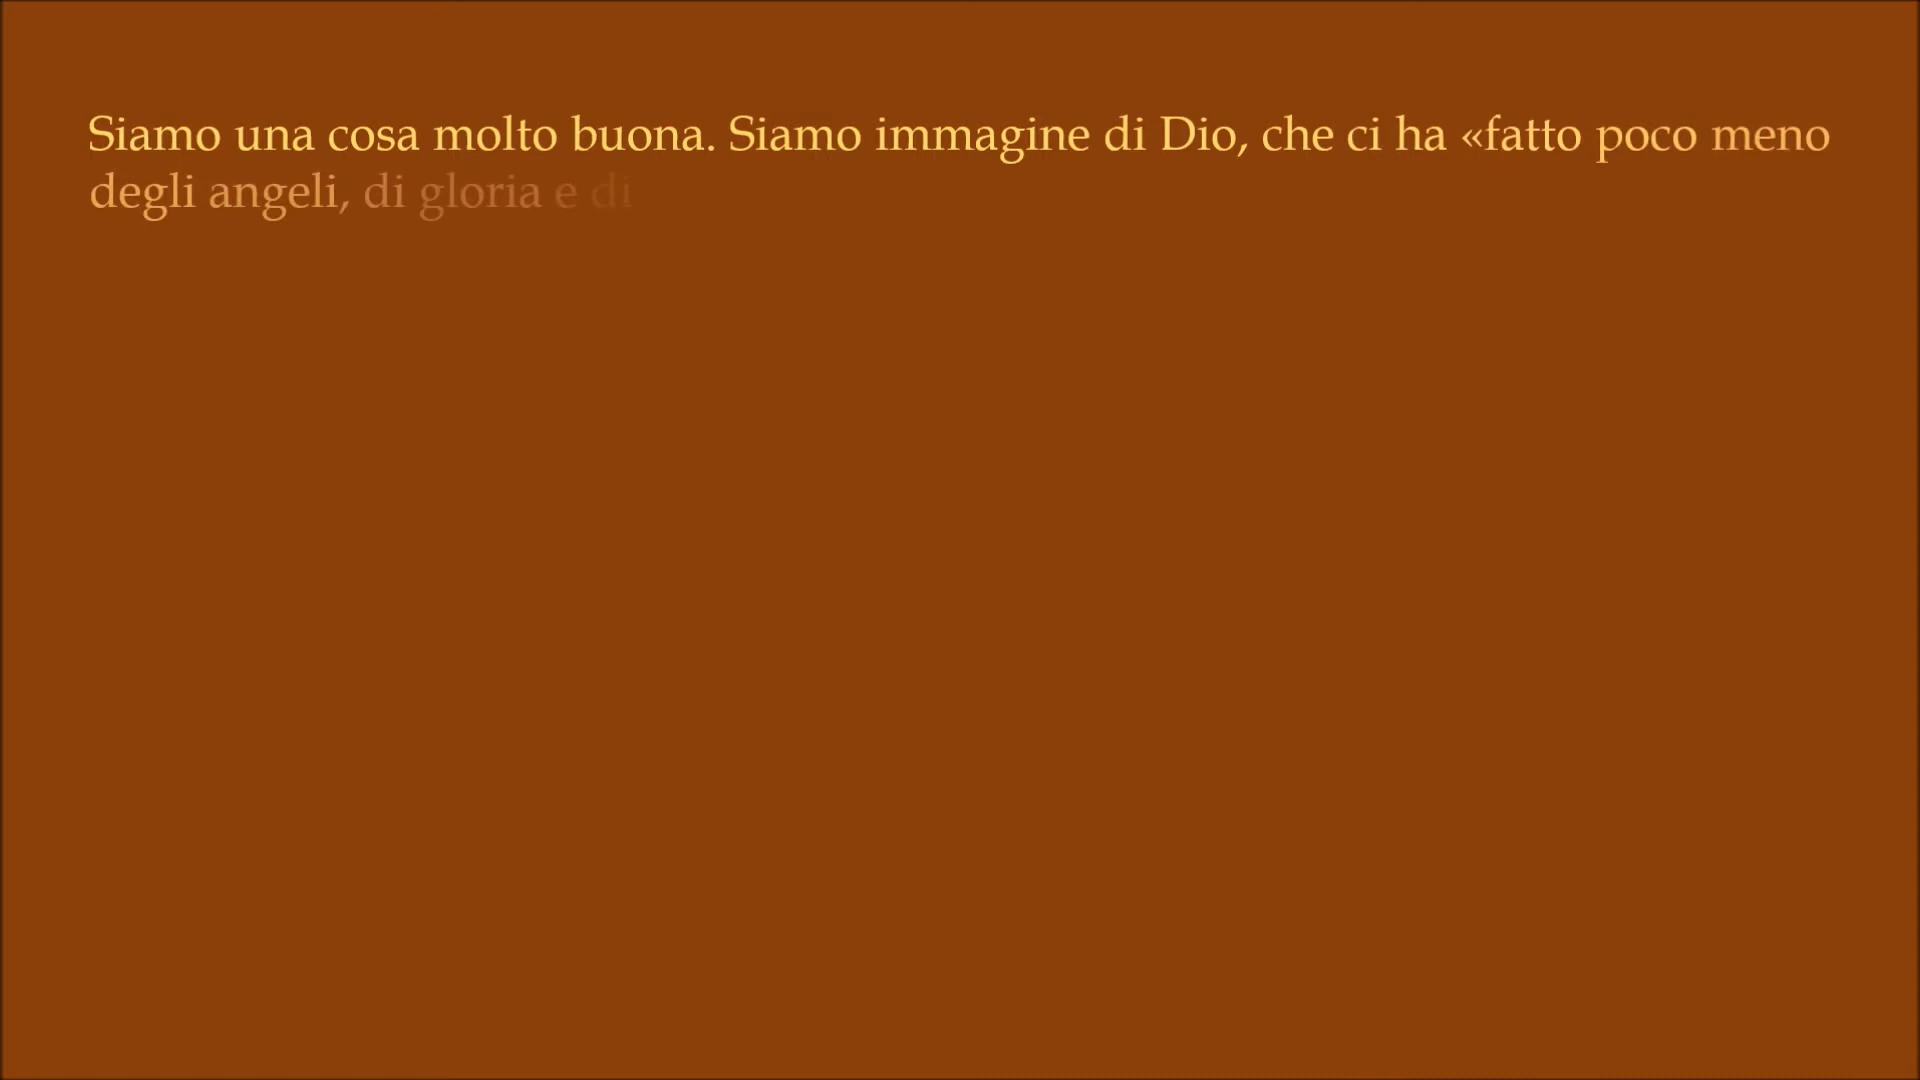 Siamo una cosa molto buona. Siamo immagine di Dio, che ci ha «fatto poco meno
degli angeli, di gloria e di